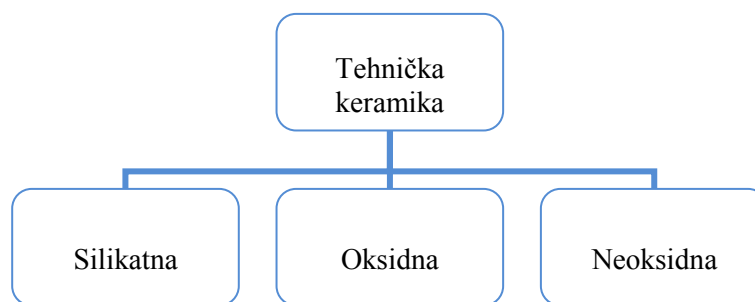 Tehnička
keramika
Silikatna
Oksidna
Neoksidna